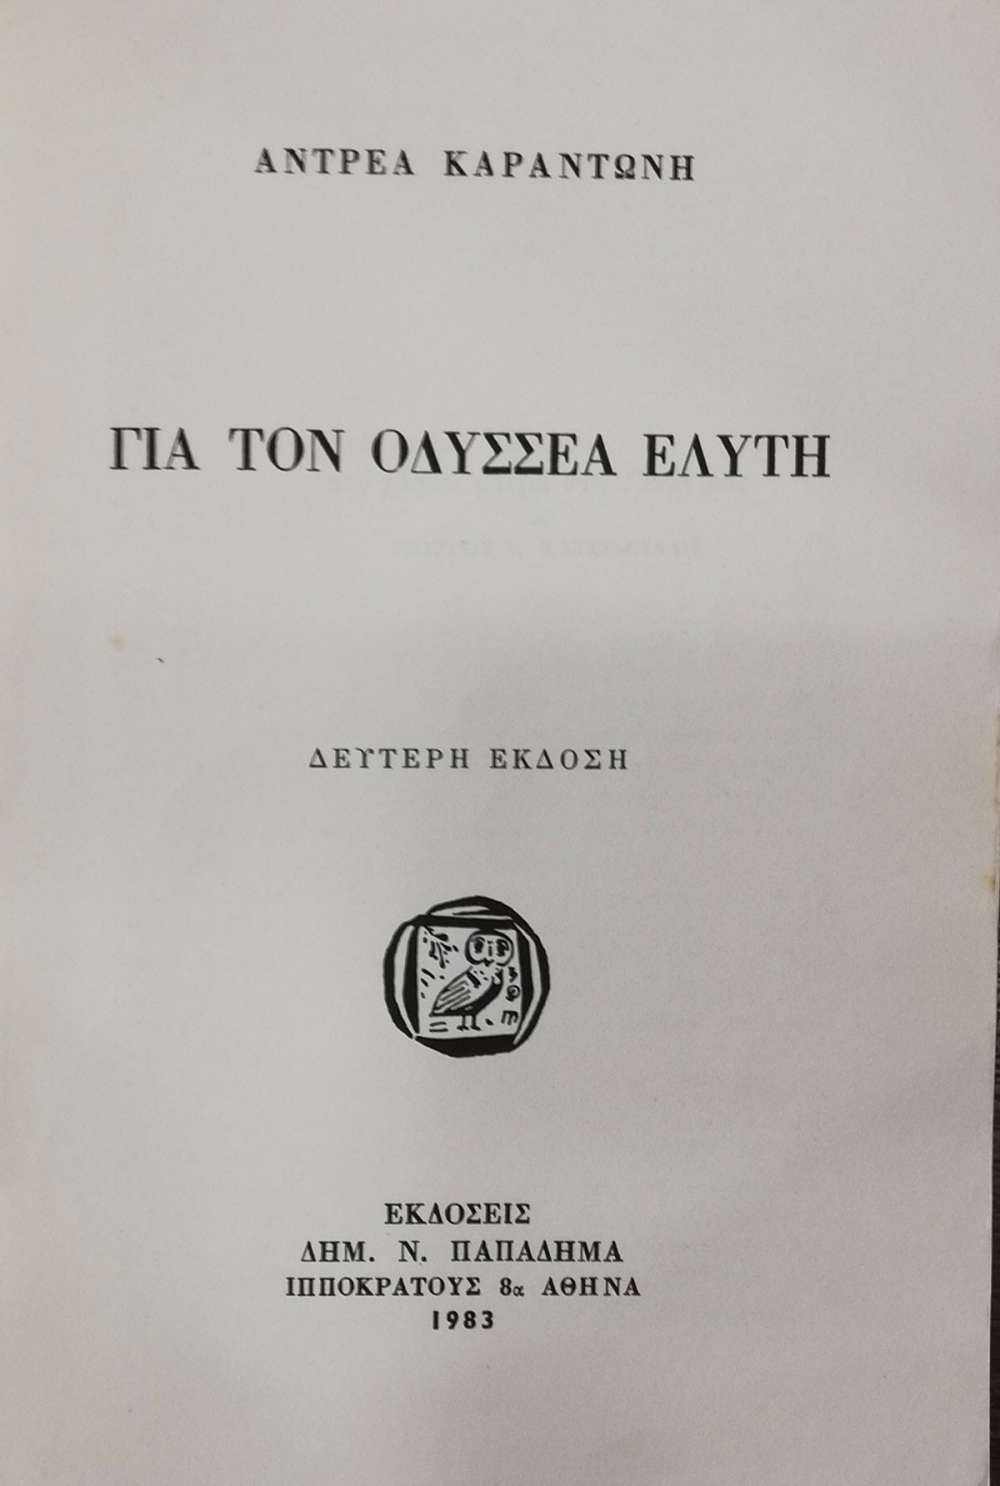 ΑΝΤΡΕΑ ΚΑΡΑΝΤΩΝΗ
ΓΙΑ ΤΟΝ ΟΔΥΣΣΕΑ ΕΛΥΤΗ
ΔΕΥΤΕΡΗ ΕΚΔΟΣΗ
ΕΚΔΟΣΕΙΣ
ΔΗΜ. Ν. ΠΑΠΑΔΗΜΑ
ΙΠΠΟΚΡΑΤΟΥΣ 8α ΑΘΗΝΑ
1983